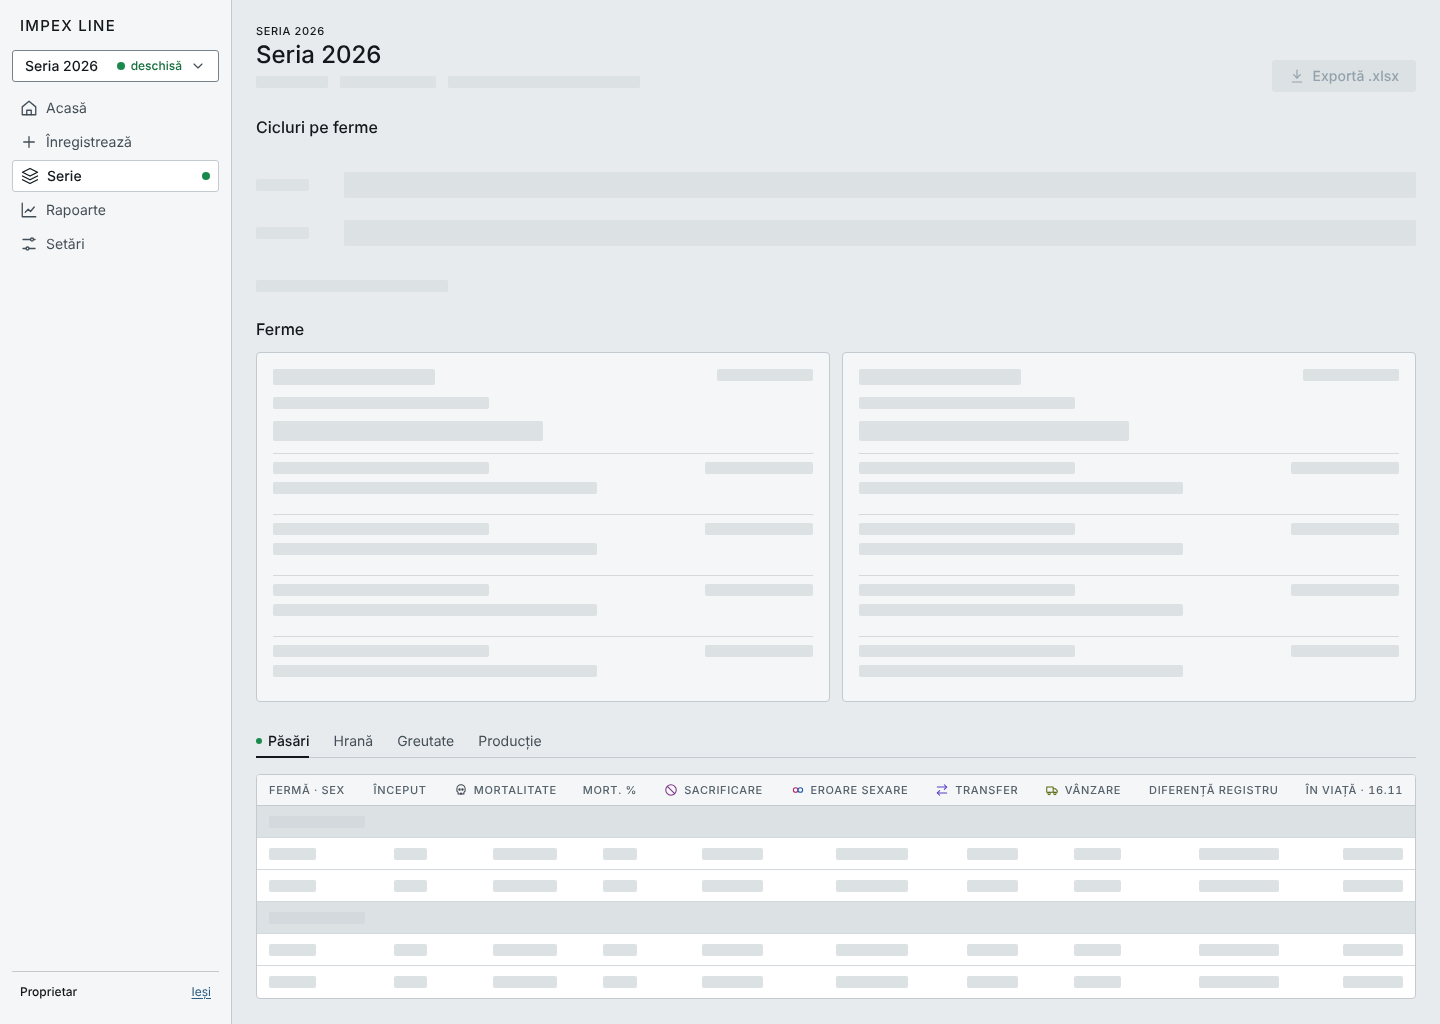 IMPEX LINE
Seria 2026 deschisă
Acasă
Înregistrează
Serie
Rapoarte
Setări
Proprietar Ieși
SERIA 2026
Seria 2026
Exportă .xlsx
Cicluri pe ferme
Ferme
Păsări Hrană Greutate Producție
FERMĂ · SEX ÎNCEPUT MORTALITATE MORT. % SACRIFICARE EROARE SEXARE TRANSFER VÂNZARE DIFERENȚĂ REGISTRU ÎN VIAȚĂ · 16.11